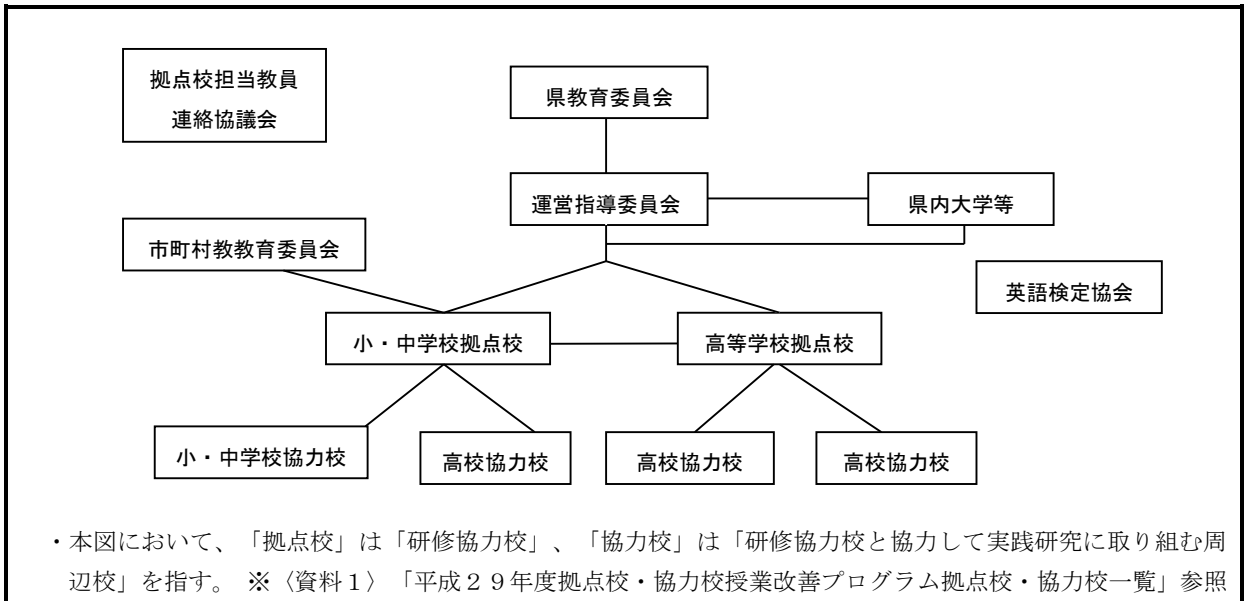 拠点校担当教員
連絡協議会
県教育委員会
運営指導委員会
県内大学等
市町村教教育委員会
英語検定協会
小・中学校拠点校
高等学校拠点校
小・中学校協力校
高校協力校
高校協力校
高校協力校
・本図において、「拠点校」は「研修協力校」、「協力校」は「研修協力校と協力して実践研究に取り組む周
辺校」を指す。 ※〈資料１〉「平成２９年度拠点校・協力校授業改善プログラム拠点校・協力校一覧」参照